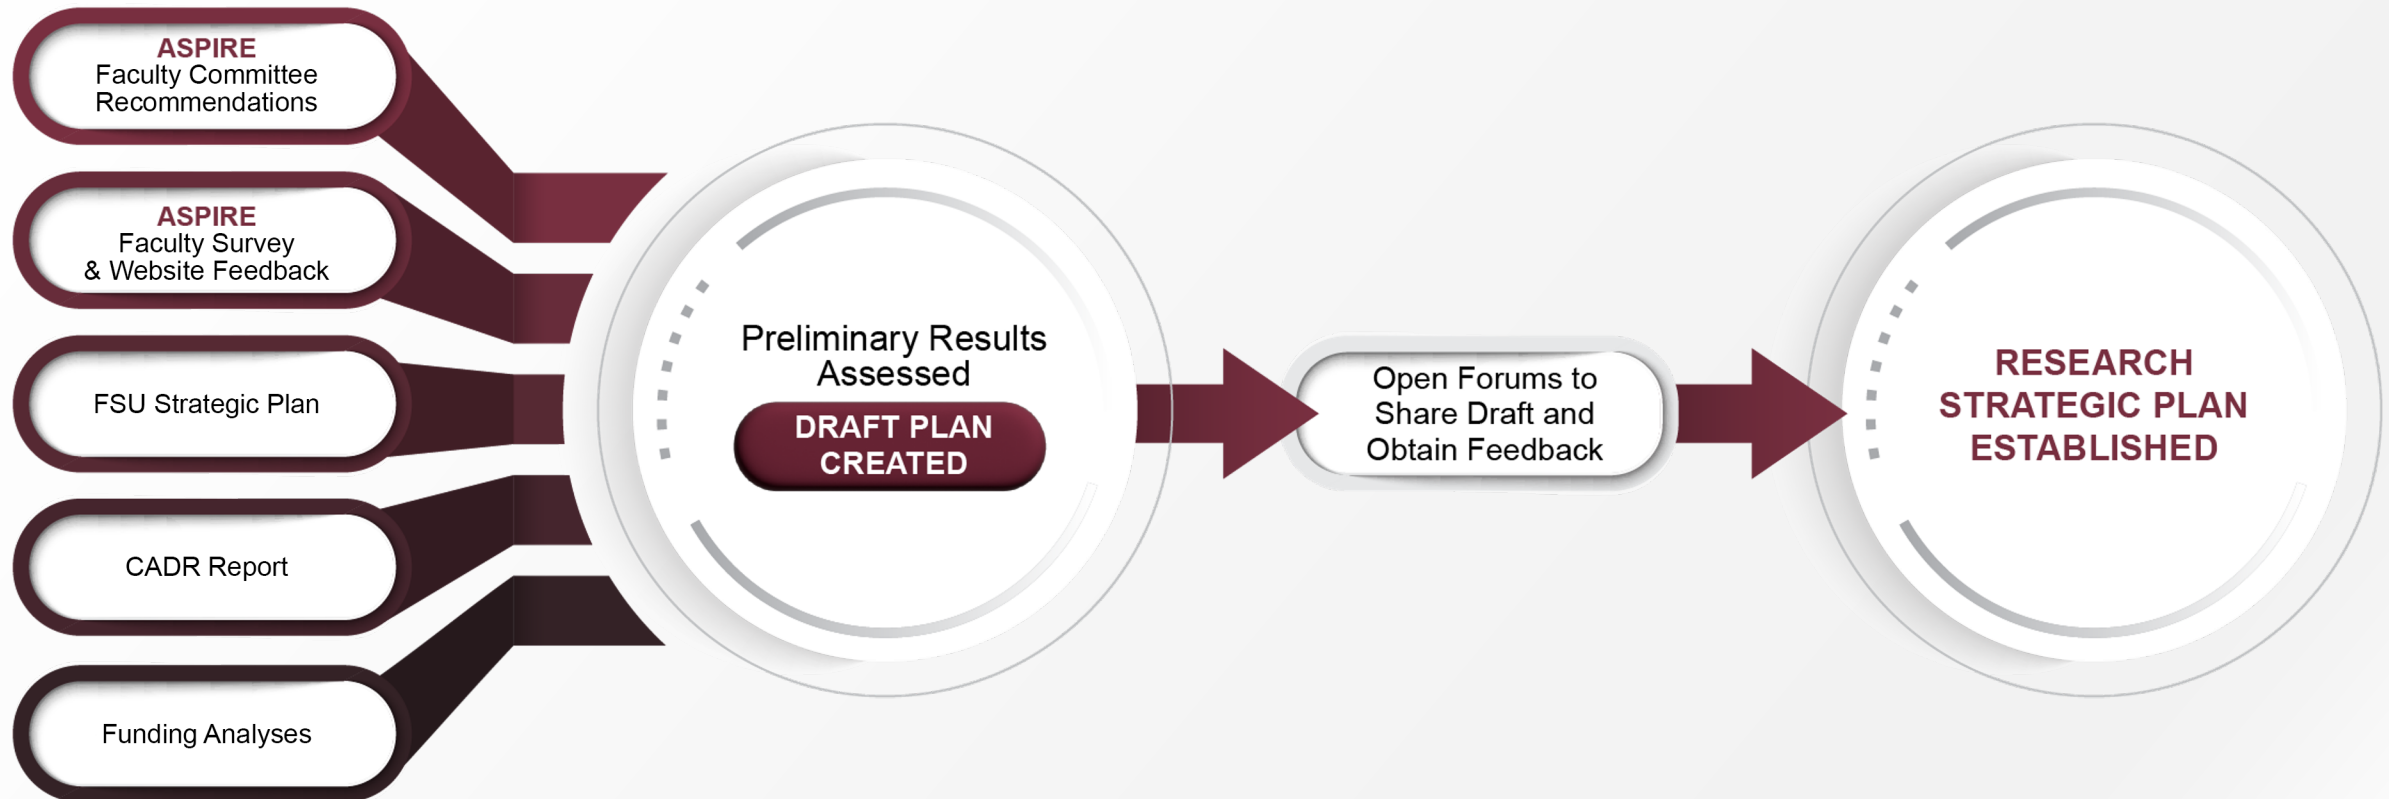 ASPIRE
Faculty Committee
Recommendations
ASPIRE
Faculty Survey
& Website Feedback
FSU Strategic Plan
CADR Report
Funding Analyses
Preliminary Results
Assessed
DRAFT PLAN
CREATED
Open Forums to
Share Draft and
Obtain Feedback
RESEARCH
STRATEGIC PLAN
ESTABLISHED